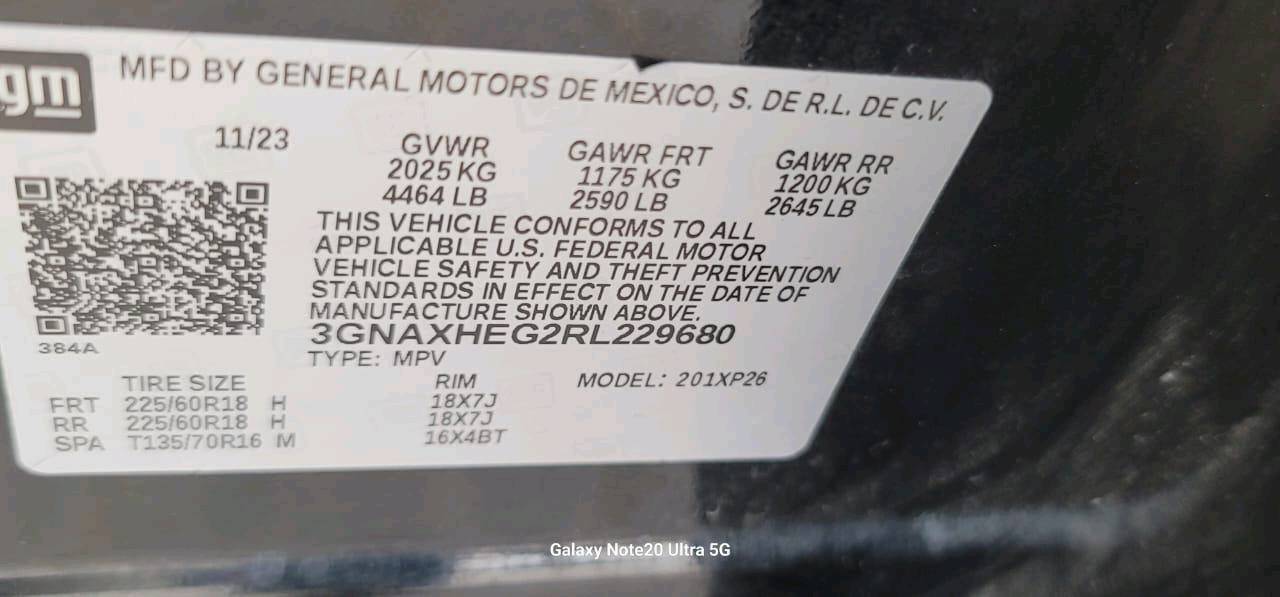 gm MFD BY GENERAL MOTORS DE MEXICO, S. DE R.L. DE C.V.
11/23 GVWR GAWR FRT GAWR RR
2025 KG 1175 KG 1200 KG
4464 LB 2590 LB 2645 LB
THIS VEHICLE CONFORMS TO ALL
APPLICABLE U.S. FEDERAL MOTOR
VEHICLE SAFETY AND THEFT PREVENTION
STANDARDS IN EFFECT ON THE DATE OF
MANUFACTURE SHOWN ABOVE.
3GNAXHEG2RL229680
384A TYPE: MPV
TIRE SIZE RIM MODEL: 201XP26
FRT 225/60R18 H 18X7J
RR 225/60R18 H 18X7J
SPA T135/70R16 M 16X4BT
Galaxy Note20 Ultra 5G